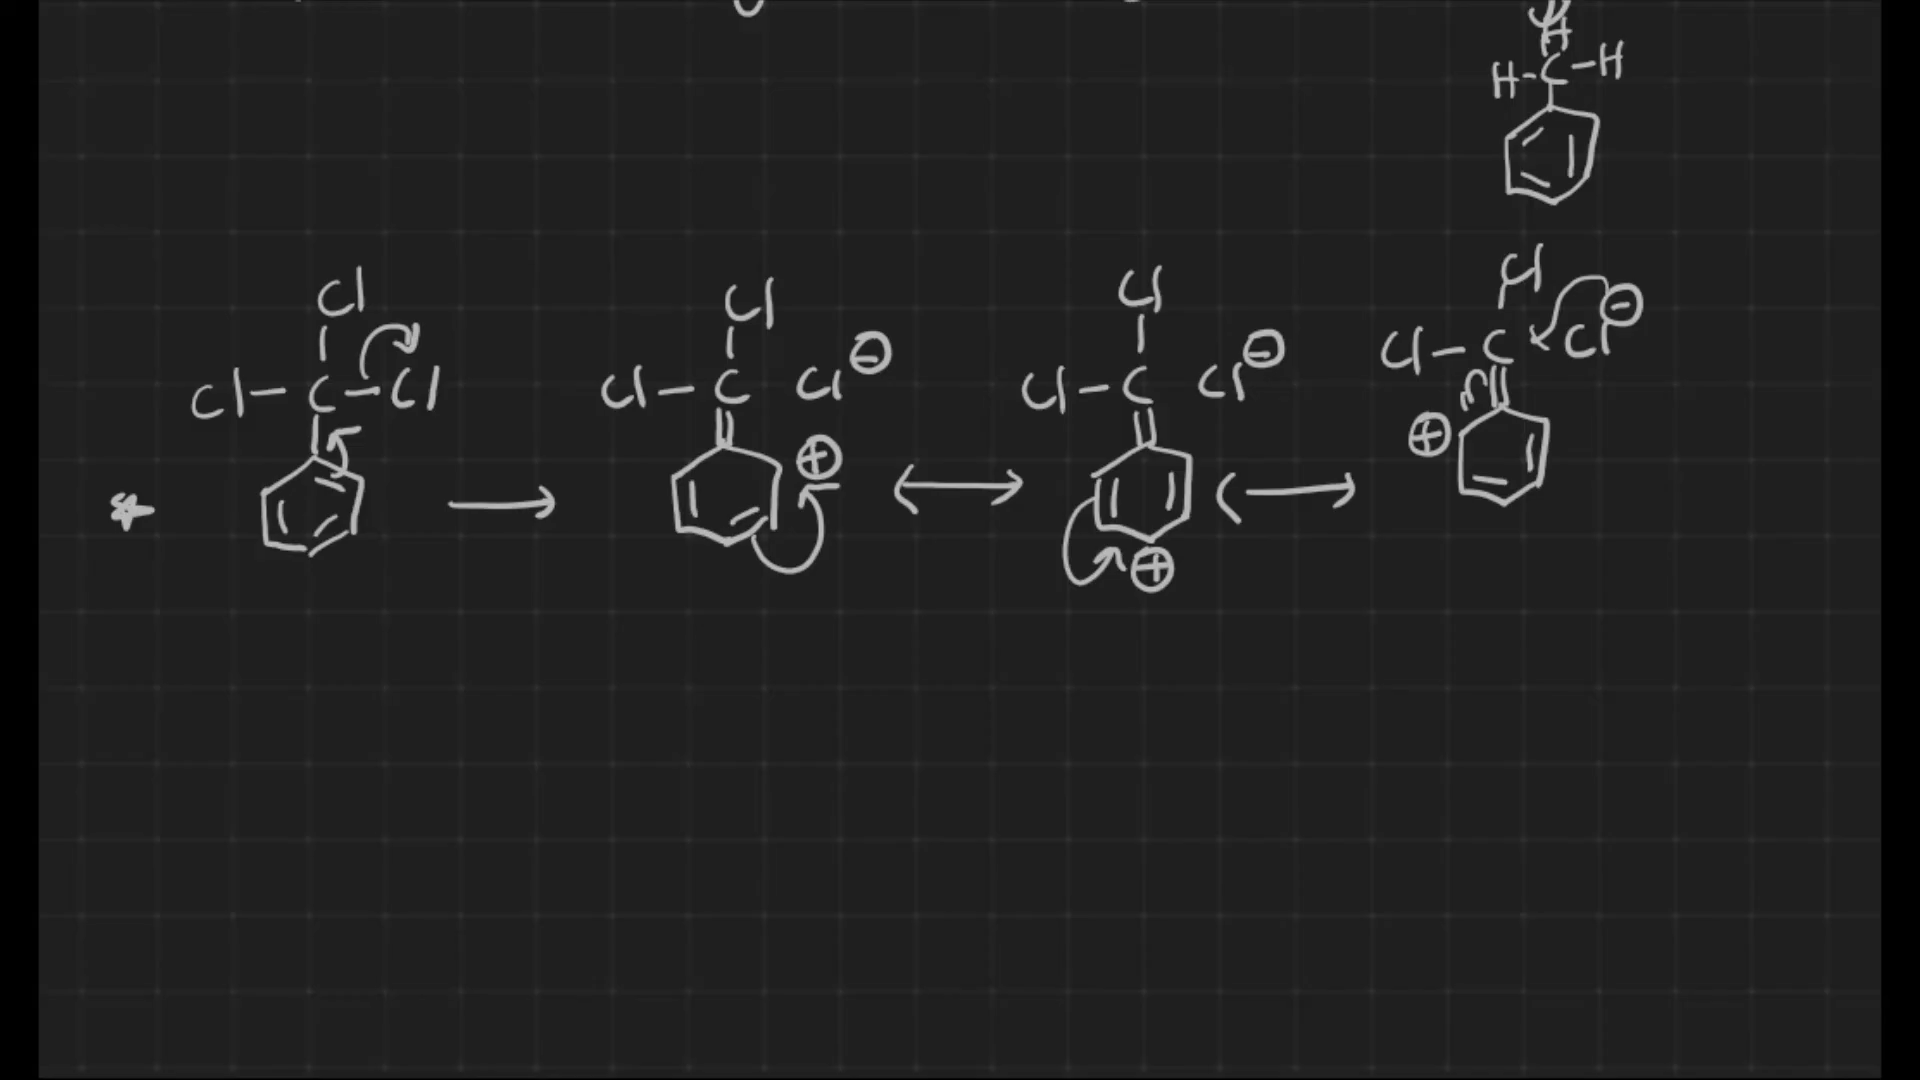 H
H-C-H
Cl Cl Cl Cl
Cl-C-Cl Cl-C Cl⊖ Cl-C Cl⊖ Cl-C Cl⊖
⊕ ⊕
* → ↔ ↔
⊕